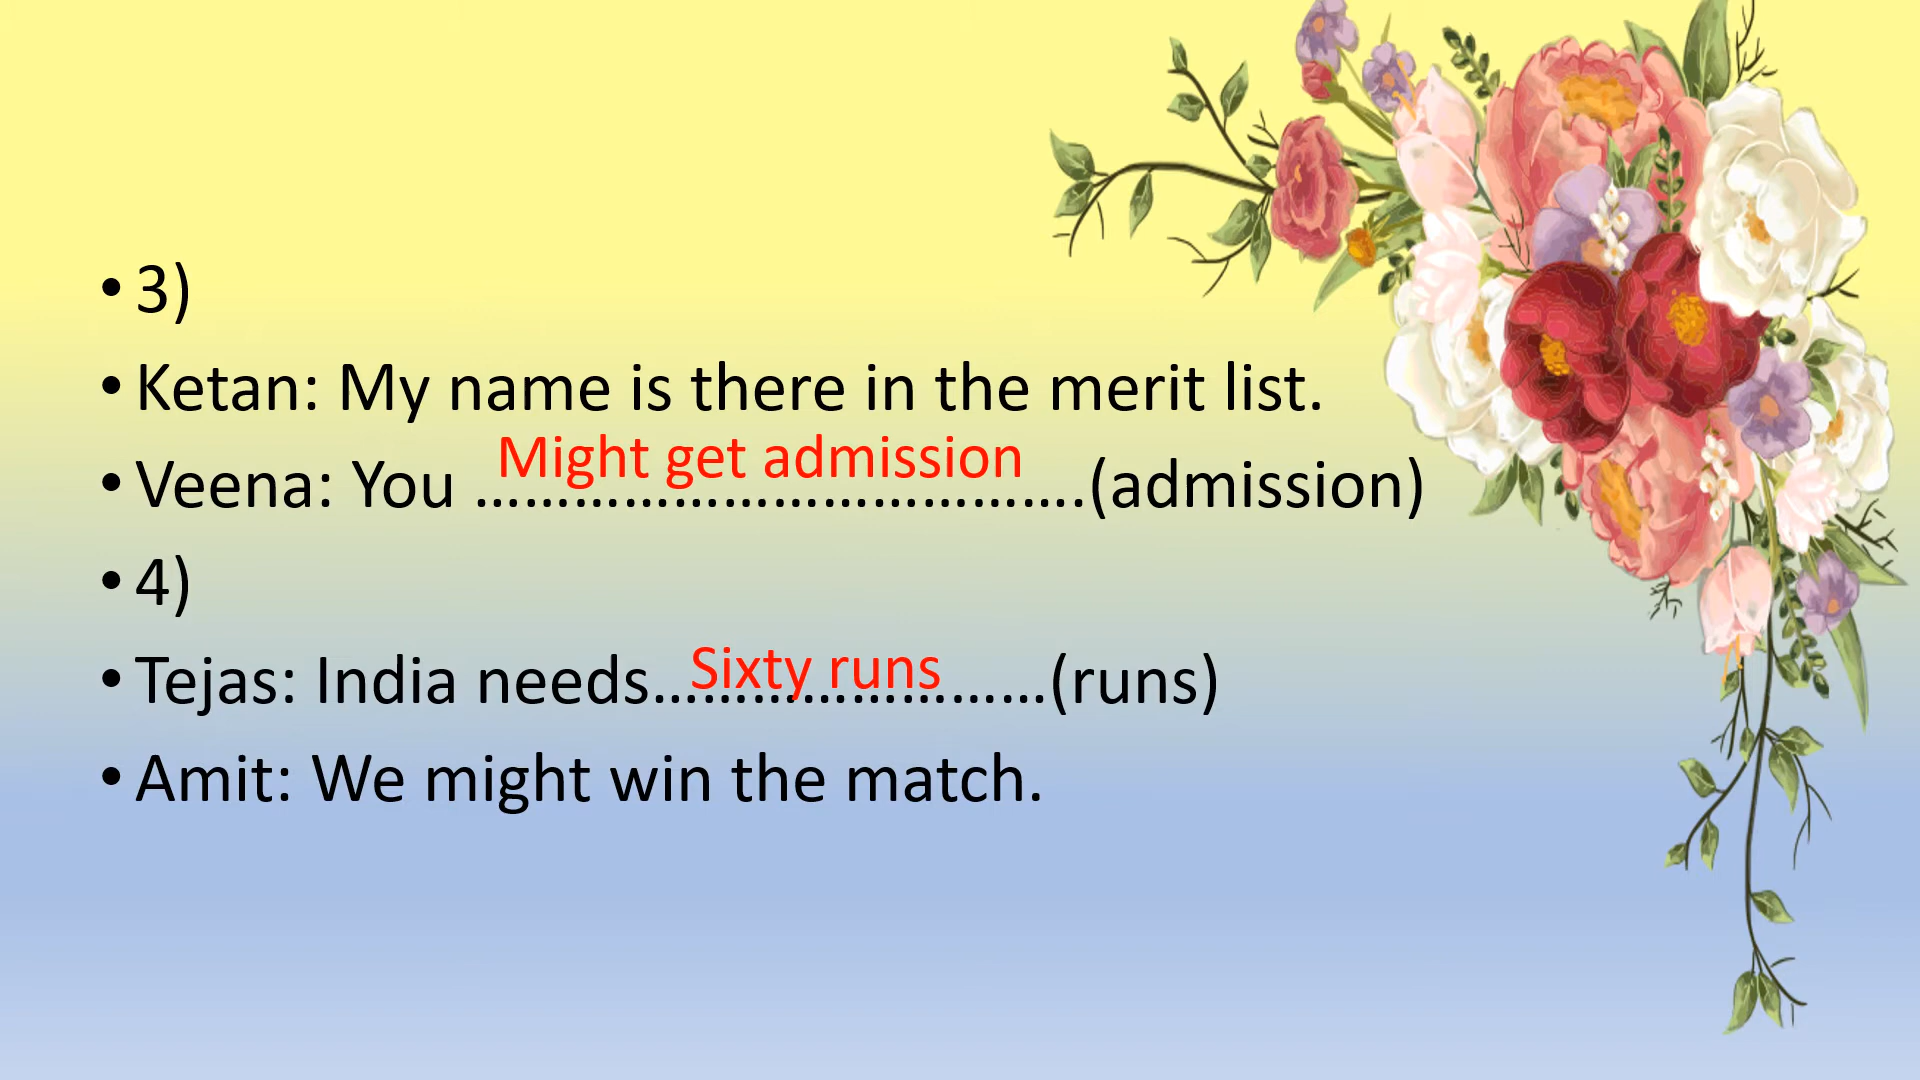 • 3)
• Ketan: My name is there in the merit list.
Might get admission
• Veena: You ……………………………….(admission)
• 4)
Sixty runs
• Tejas: India needs……………………(runs)
• Amit: We might win the match.